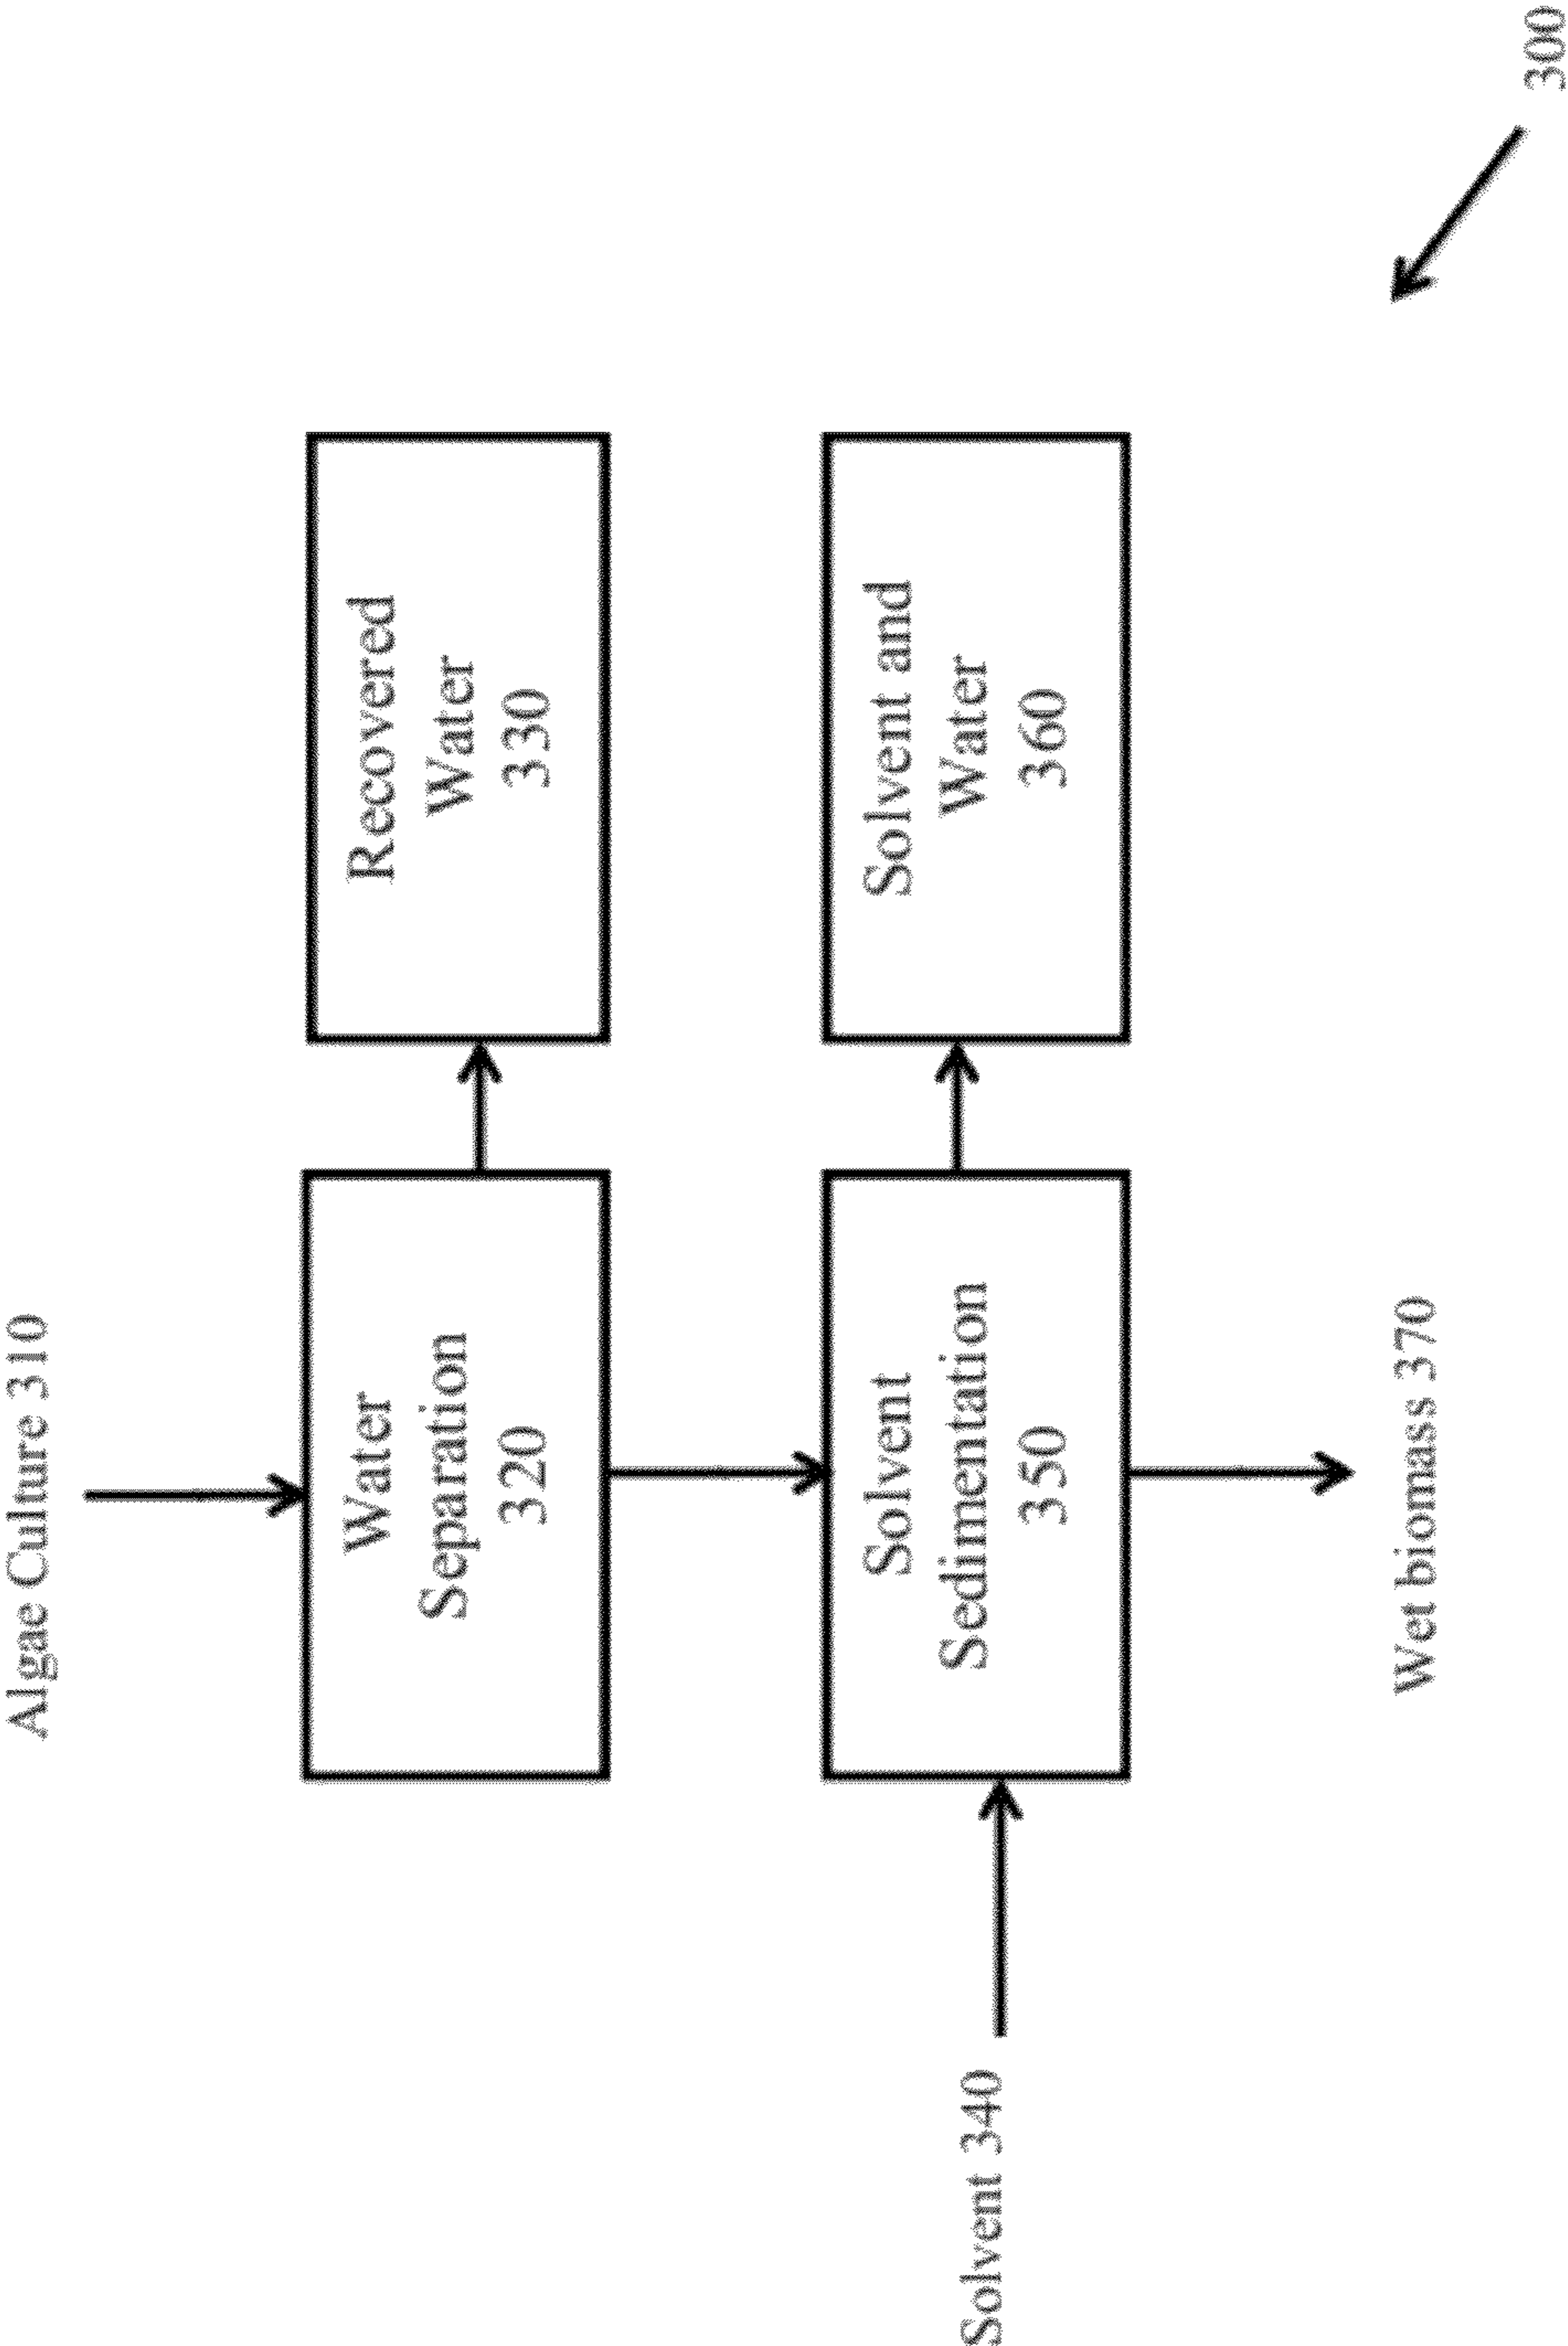 Algae Culture 310
Water
Separation
320
Recovered
Water
330
Solvent 340
Solvent
Sedimentation
350
Solvent and
Water
360
Wet biomass 370
300